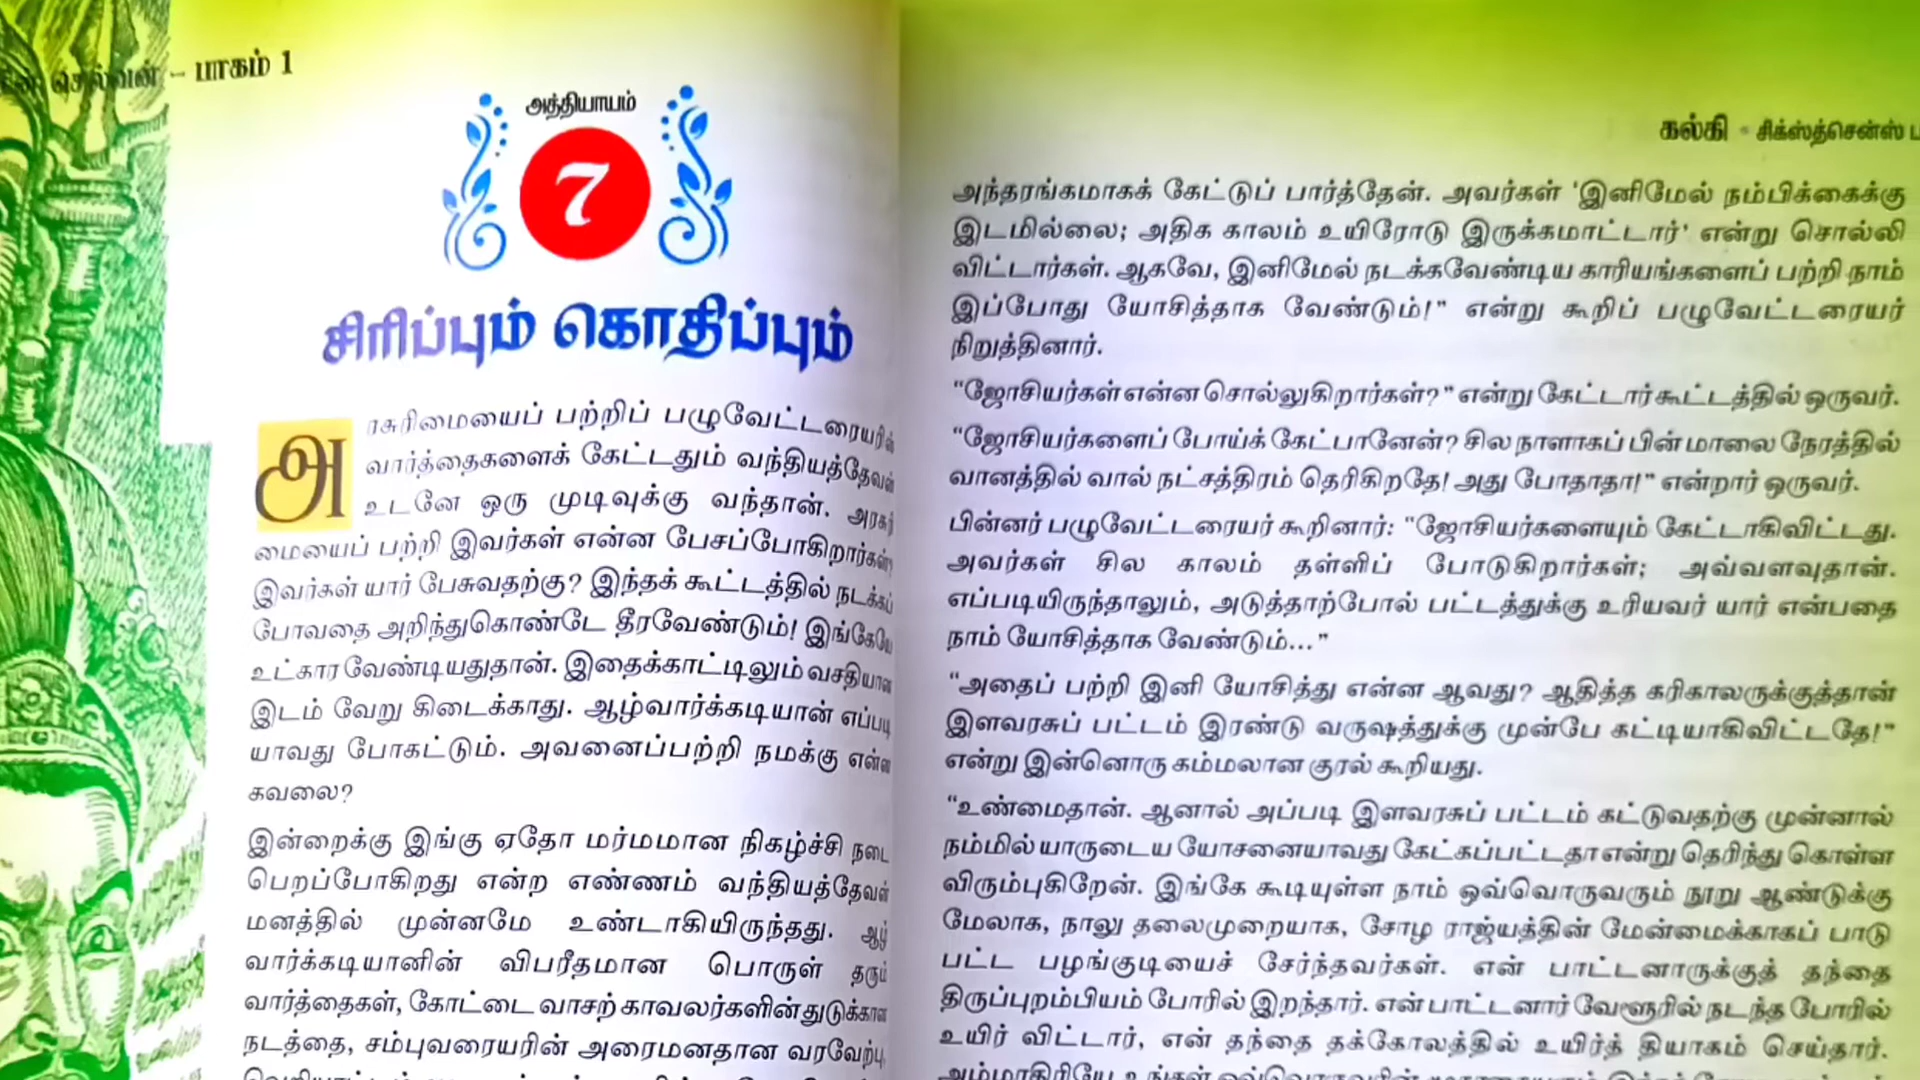 செல்வன் – பாகம் 1
அத்தியாயம்
7
சிரிப்பும் கொதிப்பும்
அ
ரசுரிமையைப் பற்றிப் பழுவேட்டரையரின்
வார்த்தைகளைக் கேட்டதும் வந்தியத்தேவன்
உடனே ஒரு முடிவுக்கு வந்தான். அரசுரி
மையைப் பற்றி இவர்கள் என்ன பேசப்போகிறார்கள்?
இவர்கள் யார் பேசுவதற்கு? இந்தக் கூட்டத்தில் நடக்கப்
போவதை அறிந்துகொண்டே தீரவேண்டும்! இங்கேயே
உட்கார வேண்டியதுதான். இதைக்காட்டிலும் வசதியான
இடம் வேறு கிடைக்காது. ஆழ்வார்க்கடியான் எப்படி
யாவது போகட்டும். அவனைப்பற்றி நமக்கு என்ன
கவலை?
இன்றைக்கு இங்கு ஏதோ மர்மமான நிகழ்ச்சி நடை
பெறப்போகிறது என்ற எண்ணம் வந்தியத்தேவன்
மனத்தில் முன்னமே உண்டாகியிருந்தது. ஆழ்
வார்க்கடியானின் விபரீதமான பொருள் தரும்
வார்த்தைகள், கோட்டை வாசற் காவலர்களின் துடுக்கான
நடத்தை, சம்புவரையரின் அரைமனதான வரவேற்பு,
கல்கி • சிக்ஸ்த்சென்ஸ்
அந்தரங்கமாகக் கேட்டுப் பார்த்தேன். அவர்கள் 'இனிமேல் நம்பிக்கைக்கு
இடமில்லை; அதிக காலம் உயிரோடு இருக்கமாட்டார்' என்று சொல்லி
விட்டார்கள். ஆகவே, இனிமேல் நடக்கவேண்டிய காரியங்களைப் பற்றி நாம்
இப்போது யோசித்தாக வேண்டும்!” என்று கூறிப் பழுவேட்டரையர்
நிறுத்தினார்.
“ஜோசியர்கள் என்ன சொல்லுகிறார்கள்?” என்று கேட்டார் கூட்டத்தில் ஒருவர்.
“ஜோசியர்களைப் போய்க் கேட்பானேன்? சில நாளாகப் பின் மாலை நேரத்தில்
வானத்தில் வால் நட்சத்திரம் தெரிகிறதே! அது போதாதா!” என்றார் ஒருவர்.
பின்னர் பழுவேட்டரையர் கூறினார்: “ஜோசியர்களையும் கேட்டாகிவிட்டது.
அவர்கள் சில காலம் தள்ளிப் போடுகிறார்கள்; அவ்வளவுதான்.
எப்படியிருந்தாலும், அடுத்தாற்போல் பட்டத்துக்கு உரியவர் யார் என்பதை
நாம் யோசித்தாக வேண்டும்...”
“அதைப் பற்றி இனி யோசித்து என்ன ஆவது? ஆதித்த கரிகாலருக்குத்தான்
இளவரசுப் பட்டம் இரண்டு வருஷத்துக்கு முன்பே கட்டியாகிவிட்டதே!”
என்று இன்னொரு கம்மலான குரல் கூறியது.
“உண்மைதான். ஆனால் அப்படி இளவரசுப் பட்டம் கட்டுவதற்கு முன்னால்
நம்மில் யாருடைய யோசனையாவது கேட்கப்பட்டதா என்று தெரிந்து கொள்ள
விரும்புகிறேன். இங்கே கூடியுள்ள நாம் ஒவ்வொருவரும் நூறு ஆண்டுக்கு
மேலாக, நாலு தலைமுறையாக, சோழ ராஜ்யத்தின் மேன்மைக்காகப் பாடு
பட்ட பழங்குடியைச் சேர்ந்தவர்கள். என் பாட்டனாருக்குத் தந்தை
திருப்புறம்பியம் போரில் இறந்தார். என் பாட்டனார் வேளூரில் நடந்த போரில்
உயிர் விட்டார், என் தந்தை தக்கோலத்தில் உயிர்த் தியாகம் செய்தார்.